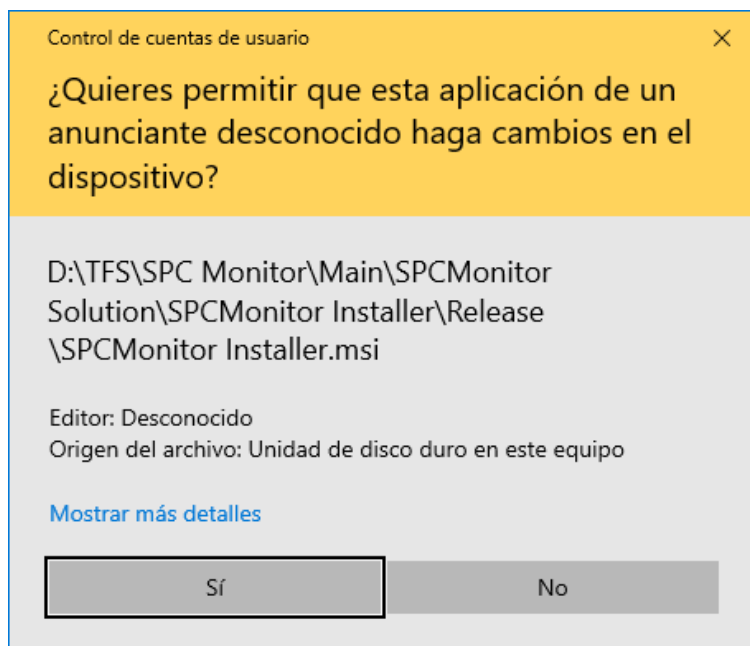 Control de cuentas de usuario
¿Quieres permitir que esta aplicación de un
anunciante desconocido haga cambios en el
dispositivo?
D:\TFS\SPC Monitor\Main\SPCMonitor
Solution\SPCMonitor Installer\Release
\SPCMonitor Installer.msi
Editor: Desconocido
Origen del archivo: Unidad de disco duro en este equipo
Mostrar más detalles
Sí
No